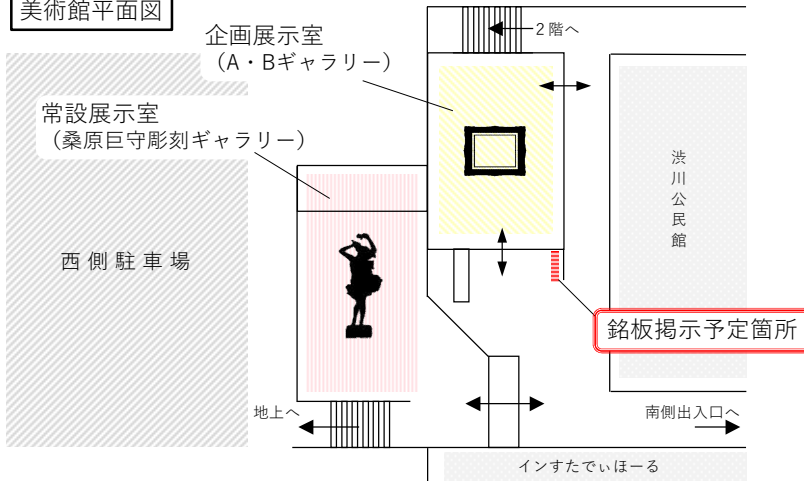 美術館平面図
企画展示室
（A・Bギャラリー）
2階へ
常設展示室
（桑原巨守彫刻ギャラリー）
渋川公民館
西側駐車場
銘板掲示予定箇所
地上へ
南側出入口へ
インすたでぃほーる